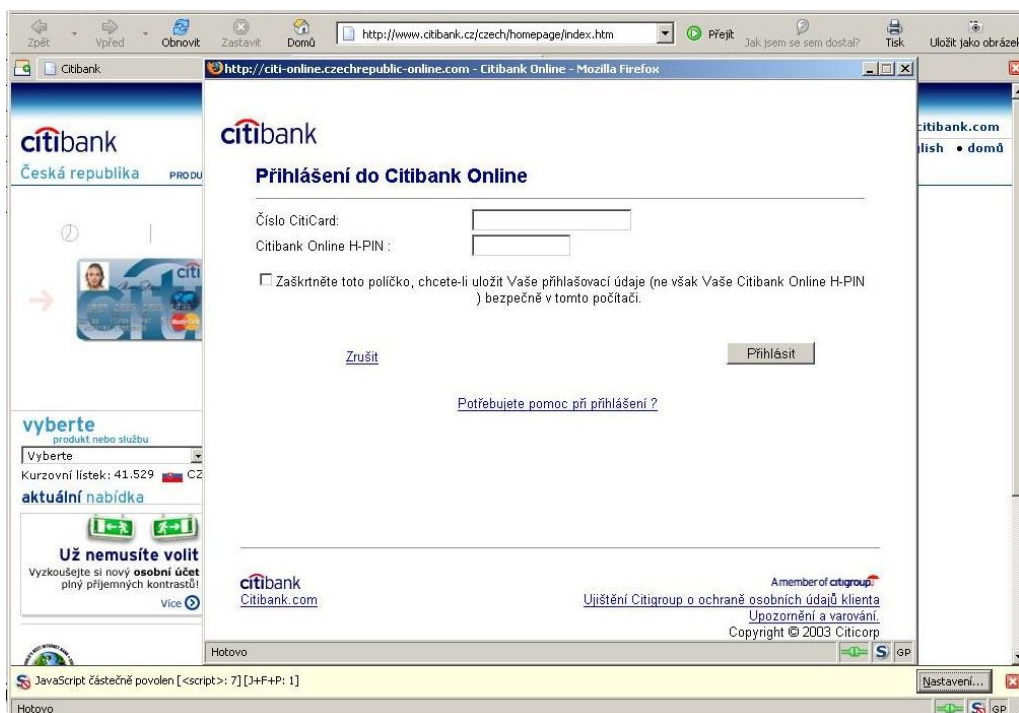 Zpět Vpřed Obnovit Zastavit Domů http://www.citibank.cz/czech/homepage/index.htm Přejít Jak jsem se sem dostal? Tisk Uložit jako obrázek
Citibank
http://citi-online.czechrepublic-online.com - Citibank Online - Mozilla Firefox
citibank
Česká republika PRODU
citibank.com
glish • domů
citi
vyberte
produkt nebo službu
Vyberte
Kurzovní lístek: 41.529 CZ
aktuální nabídka
Už nemusíte volit
Vyzkoušejte si nový osobní účet
plný příjemných kontrastů!
Více
citibank
Přihlášení do Citibank Online
Číslo CitiCard:
Citibank Online H-PIN :
Zaškrtněte toto políčko, chcete-li uložit Vaše přihlašovací údaje (ne však Vaše Citibank Online H-PIN
) bezpečně v tomto počítači.
Zrušit Přihlásit
Potřebujete pomoc při přihlášení ?
citibank A member of citigroup
Citibank.com Ujištění Citigroup o ochraně osobních údajů klienta
Upozornění a varování.
Copyright © 2003 Citicorp
Hotovo S GP
JavaScript částečně povolen [<script>: 7] [J+F+P: 1] Nastavení...
Hotovo S GP